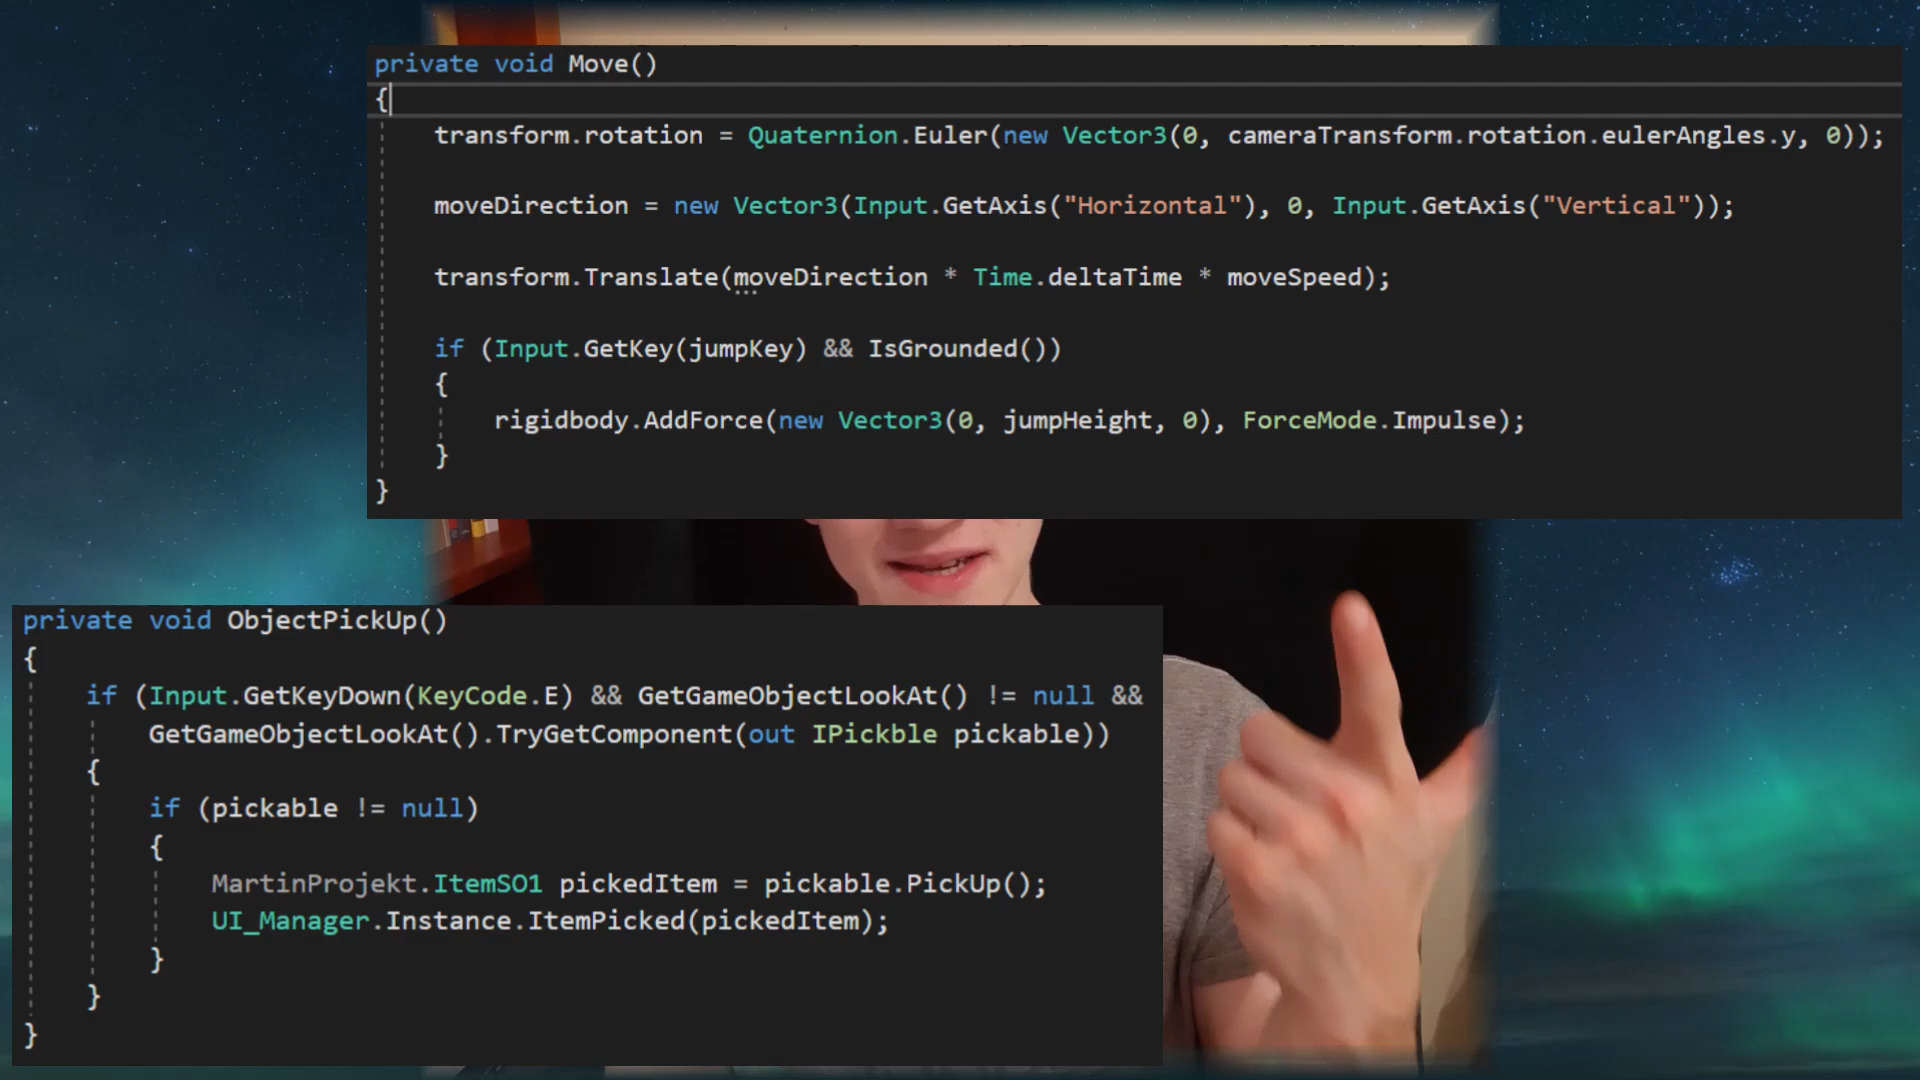 private void Move()
{
transform.rotation = Quaternion.Euler(new Vector3(0, cameraTransform.rotation.eulerAngles.y, 0));
moveDirection = new Vector3(Input.GetAxis("Horizontal"), 0, Input.GetAxis("Vertical"));
transform.Translate(moveDirection * Time.deltaTime * moveSpeed);
if (Input.GetKey(jumpKey) && IsGrounded())
{
rigidbody.AddForce(new Vector3(0, jumpHeight, 0), ForceMode.Impulse);
}
}
private void ObjectPickUp()
{
if (Input.GetKeyDown(KeyCode.E) && GetGameObjectLookAt() != null &&
GetGameObjectLookAt().TryGetComponent(out IPickble pickable))
{
if (pickable != null)
{
MartinProjekt.ItemSO1 pickedItem = pickable.PickUp();
UI_Manager.Instance.ItemPicked(pickedItem);
}
}
}